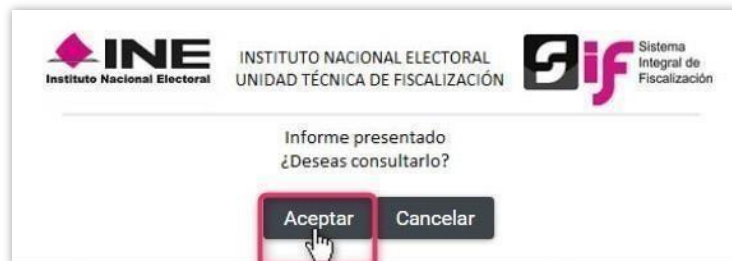 INE
Instituto Nacional Electoral
INSTITUTO NACIONAL ELECTORAL
UNIDAD TÉCNICA DE FISCALIZACIÓN
Sif
Sistema
Integral de
Fiscalización
Informe presentado
¿Deseas consultarlo?
Aceptar Cancelar